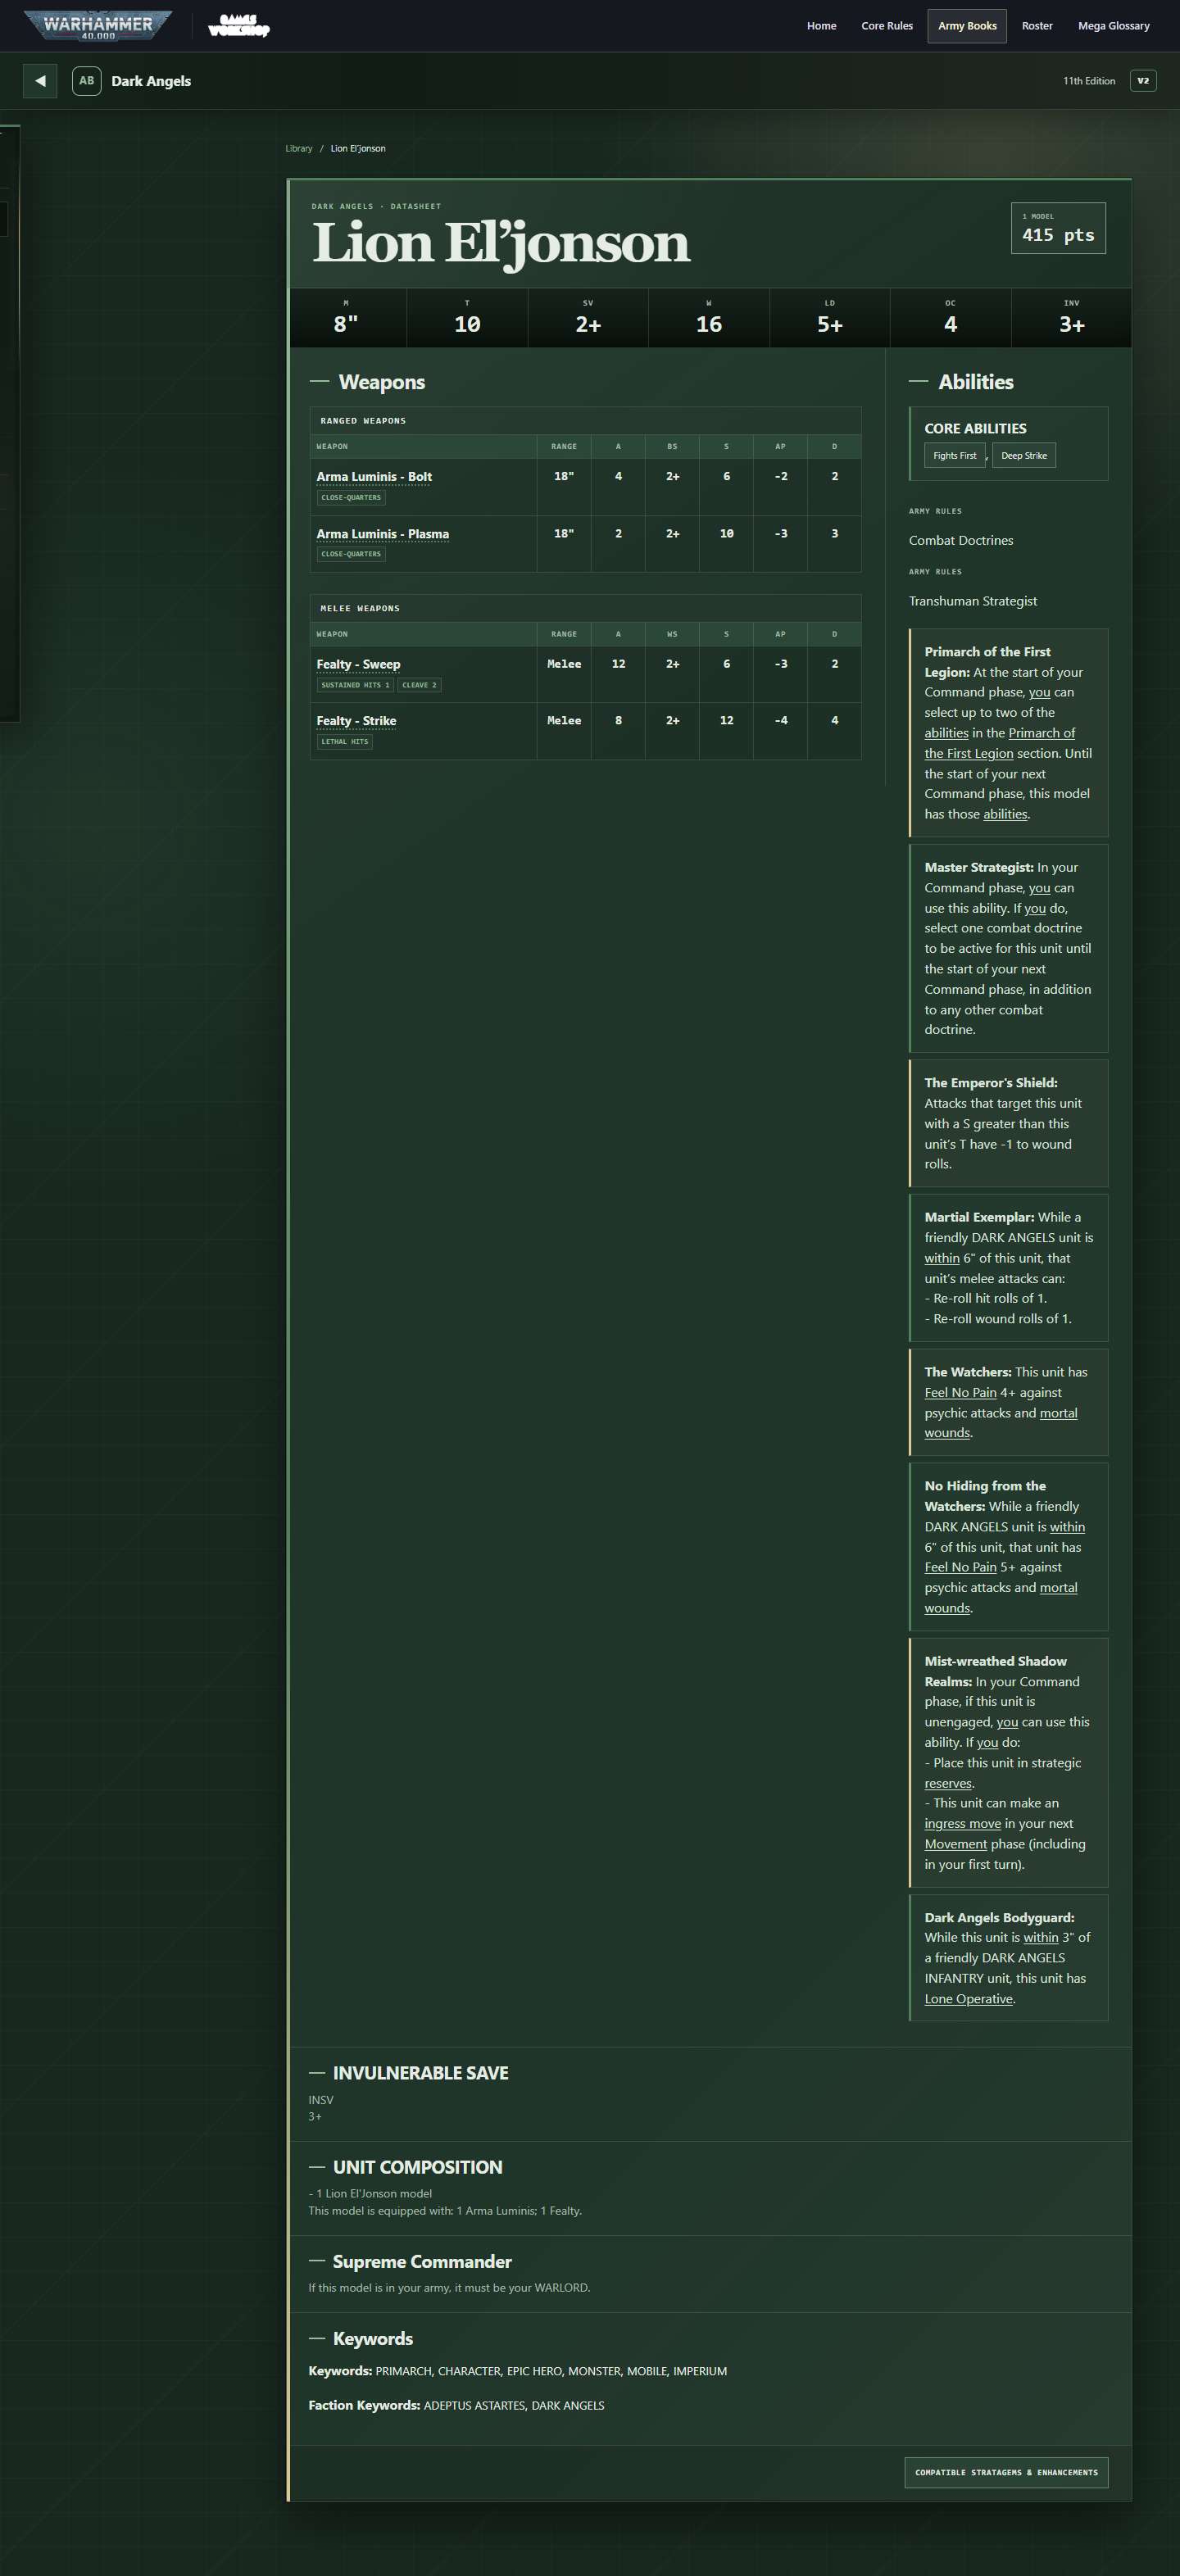 WARHAMMER
40,000
GAMES
WORKSHOP
Home
Core Rules
Army Books
Roster
Mega Glossary
◀
AB
Dark Angels
11th Edition
V2
Library / Lion El'Jonson
DARK ANGELS · DATASHEET
Lion El’jonson
1 MODEL
415 pts
M
8"
T
10
SV
2+
W
16
LD
5+
OC
4
INV
3+
Weapons
RANGED WEAPONS
WEAPON RANGE A BS S AP D
Arma Luminis - Bolt 18" 4 2+ 6 -2 2
CLOSE-QUARTERS
Arma Luminis - Plasma 18" 2 2+ 10 -3 3
CLOSE-QUARTERS
MELEE WEAPONS
WEAPON RANGE A WS S AP D
Fealty - Sweep Melee 12 2+ 6 -3 2
SUSTAINED HITS 1 CLEAVE 2
Fealty - Strike Melee 8 2+ 12 -4 4
LETHAL HITS
Abilities
CORE ABILITIES
Fights First , Deep Strike
ARMY RULES
Combat Doctrines
ARMY RULES
Transhuman Strategist
Primarch of the First
Legion: At the start of your
Command phase, you can
select up to two of the
abilities in the Primarch of
the First Legion section. Until
the start of your next
Command phase, this model
has those abilities.
Master Strategist: In your
Command phase, you can
use this ability. If you do,
select one combat doctrine
to be active for this unit until
the start of your next
Command phase, in addition
to any other combat
doctrine.
The Emperor's Shield:
Attacks that target this unit
with a S greater than this
unit's T have -1 to wound
rolls.
Martial Exemplar: While a
friendly DARK ANGELS unit is
within 6" of this unit, that
unit's melee attacks can:
- Re-roll hit rolls of 1.
- Re-roll wound rolls of 1.
The Watchers: This unit has
Feel No Pain 4+ against
psychic attacks and mortal
wounds.
No Hiding from the
Watchers: While a friendly
DARK ANGELS unit is within
6" of this unit, that unit has
Feel No Pain 5+ against
psychic attacks and mortal
wounds.
Mist-wreathed Shadow
Realms: In your Command
phase, if this unit is
unengaged, you can use this
ability. If you do:
- Place this unit in strategic
reserves.
- This unit can make an
ingress move in your next
Movement phase (including
in your first turn).
Dark Angels Bodyguard:
While this unit is within 3" of
a friendly DARK ANGELS
INFANTRY unit, this unit has
Lone Operative.
INVULNERABLE SAVE
INSV
3+
UNIT COMPOSITION
- 1 Lion El'Jonson model
This model is equipped with: 1 Arma Luminis; 1 Fealty.
Supreme Commander
If this model is in your army, it must be your WARLORD.
Keywords
Keywords: PRIMARCH, CHARACTER, EPIC HERO, MONSTER, MOBILE, IMPERIUM
Faction Keywords: ADEPTUS ASTARTES, DARK ANGELS
COMPATIBLE STRATAGEMS & ENHANCEMENTS